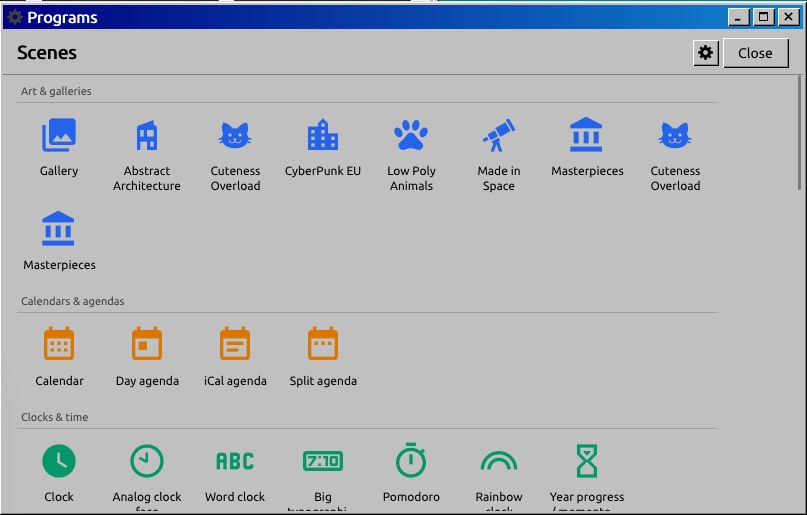 Programs
Scenes
Close
Art & galleries
Gallery
Abstract
Architecture
Cuteness
Overload
CyberPunk EU
Low Poly
Animals
Made in
Space
Masterpieces
Cuteness
Overload
Masterpieces
Calendars & agendas
Calendar
Day agenda
iCal agenda
Split agenda
Clocks & time
Clock
Analog clock
Word clock
ABC
Big
7:10
Pomodoro
Rainbow
Year progress